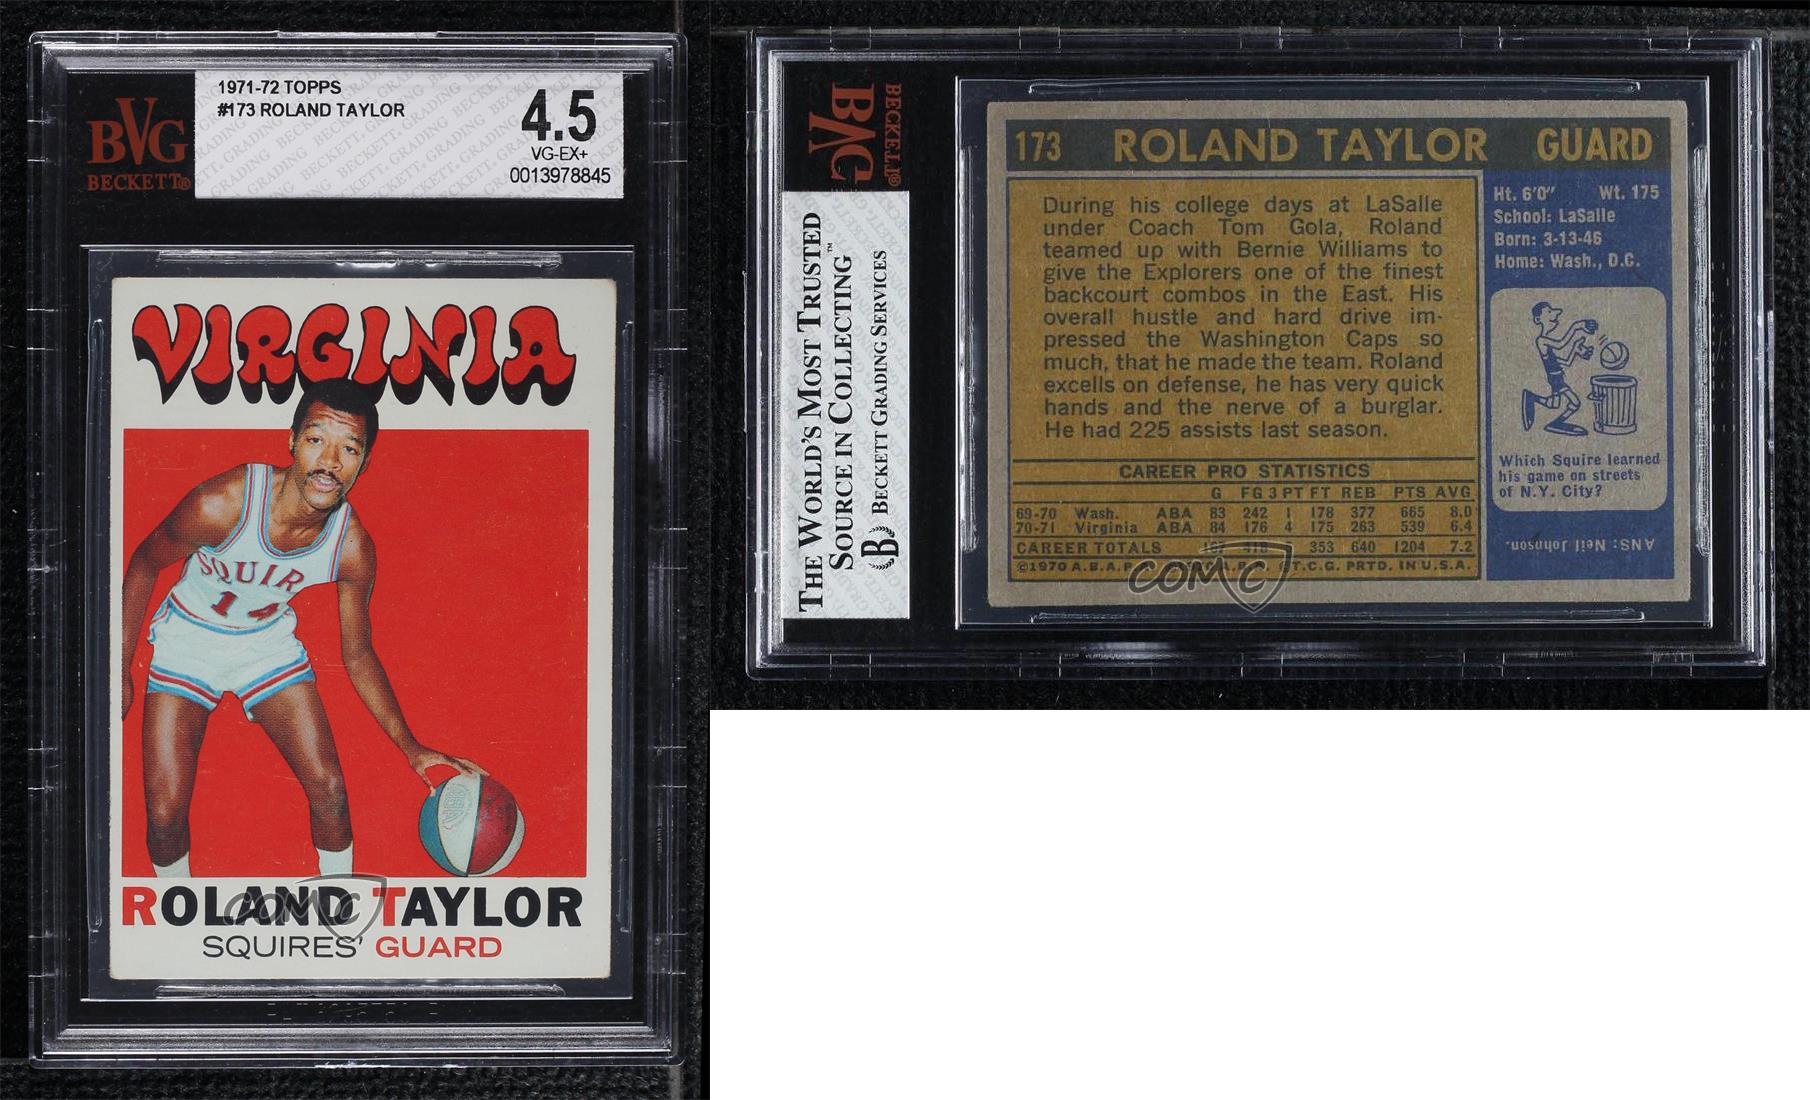 1971-72 TOPPS
#173 ROLAND TAYLOR
4.5
VG-EX+
0013978845
BVG
BECKETT®
VIRGINIA
SQUIR
14
ROLAND TAYLOR
SQUIRES' GUARD
COMC
BECKETT®
BVG
THE WORLD'S MOST TRUSTED
SOURCE IN COLLECTING™
BECKETT GRADING SERVICES
173 ROLAND TAYLOR GUARD
During his college days at LaSalle
under Coach Tom Gola, Roland
teamed up with Bernie Williams to
give the Explorers one of the finest
backcourt combos in the East. His
overall hustle and hard drive im-
pressed the Washington Caps so
much, that he made the team. Roland
excells on defense, he has very quick
hands and the nerve of a burglar.
He had 225 assists last season.
Ht. 6'0" Wt. 175
School: LaSalle
Born: 3-13-46
Home: Wash., D.C.
Which Squire learned
his game on streets
of N.Y. City?
ANS: Neil Johnson.
CAREER PRO STATISTICS
G FG 3 PT FT REB PTS AVG
69-70 Wash. ABA 83 242 1 178 377 665 8.0
70-71 Virginia ABA 84 176 4 175 263 539 6.4
CAREER TOTALS 167 418 353 640 1204 7.2
©1970 A.B.A.P. T.C.G. PRTD. IN U.S.A.
COMC